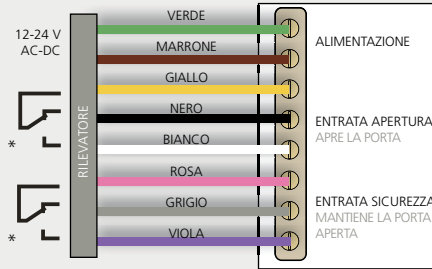 12-24 V
AC-DC
*
*
RILEVATORE
VERDE
MARRONE
GIALLO
NERO
BIANCO
ROSA
GRIGIO
VIOLA
ALIMENTAZIONE
ENTRATA APERTURA
APRE LA PORTA
ENTRATA SICUREZZA
MANTIENE LA PORTA
APERTA